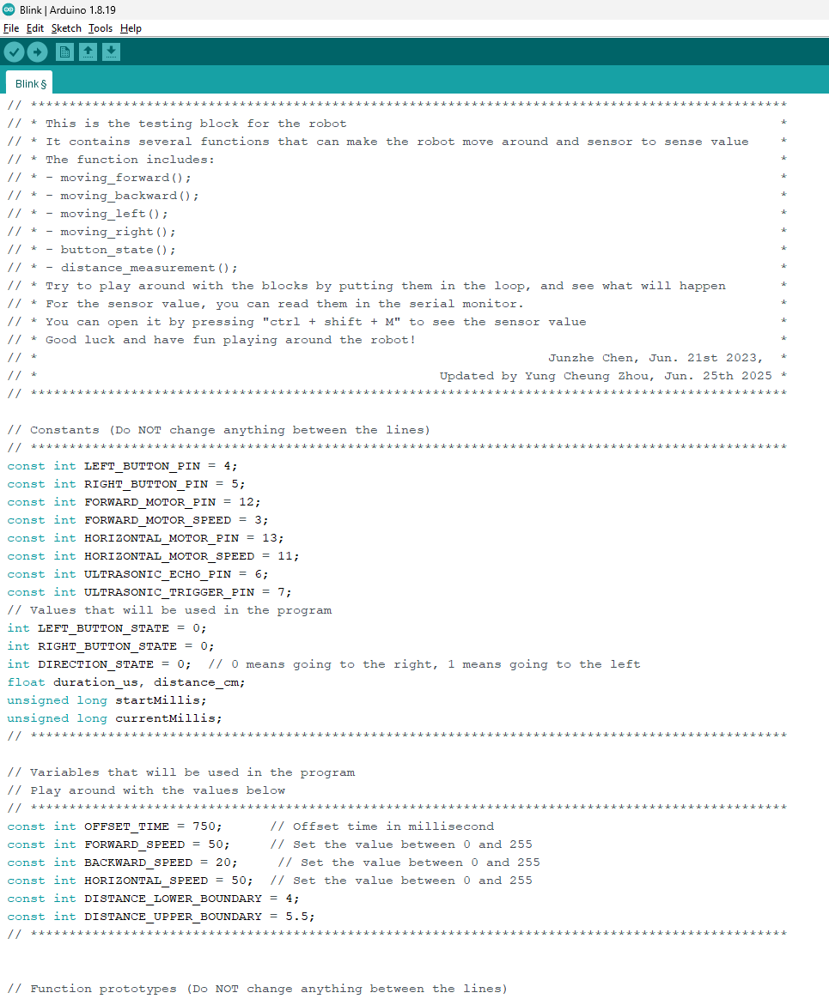 Blink | Arduino 1.8.19
File Edit Sketch Tools Help
Blink §
// **************************************************************************************************
// * This is the testing block for the robot *
// * It contains several functions that can make the robot move around and sensor to sense value *
// * The function includes: *
// * - moving_forward(); *
// * - moving_backward(); *
// * - moving_left(); *
// * - moving_right(); *
// * - button_state(); *
// * - distance_measurement(); *
// * Try to play around with the blocks by putting them in the loop, and see what will happen *
// * For the sensor value, you can read them in the serial monitor. *
// * You can open it by pressing "ctrl + shift + M" to see the sensor value *
// * Good luck and have fun playing around the robot! *
// * Junzhe Chen, Jun. 21st 2023, *
// * Updated by Yung Cheung Zhou, Jun. 25th 2025 *
// **************************************************************************************************
// Constants (Do NOT change anything between the lines)
// **************************************************************************************************
const int LEFT_BUTTON_PIN = 4;
const int RIGHT_BUTTON_PIN = 5;
const int FORWARD_MOTOR_PIN = 12;
const int FORWARD_MOTOR_SPEED = 3;
const int HORIZONTAL_MOTOR_PIN = 13;
const int HORIZONTAL_MOTOR_SPEED = 11;
const int ULTRASONIC_ECHO_PIN = 6;
const int ULTRASONIC_TRIGGER_PIN = 7;
// Values that will be used in the program
int LEFT_BUTTON_STATE = 0;
int RIGHT_BUTTON_STATE = 0;
int DIRECTION_STATE = 0; // 0 means going to the right, 1 means going to the left
float duration_us, distance_cm;
unsigned long startMillis;
unsigned long currentMillis;
// **************************************************************************************************
// Variables that will be used in the program
// Play around with the values below
// **************************************************************************************************
const int OFFSET_TIME = 750; // Offset time in millisecond
const int FORWARD_SPEED = 50; // Set the value between 0 and 255
const int BACKWARD_SPEED = 20; // Set the value between 0 and 255
const int HORIZONTAL_SPEED = 50; // Set the value between 0 and 255
const int DISTANCE_LOWER_BOUNDARY = 4;
const int DISTANCE_UPPER_BOUNDARY = 5.5;
// **************************************************************************************************
// Function prototypes (Do NOT change anything between the lines)